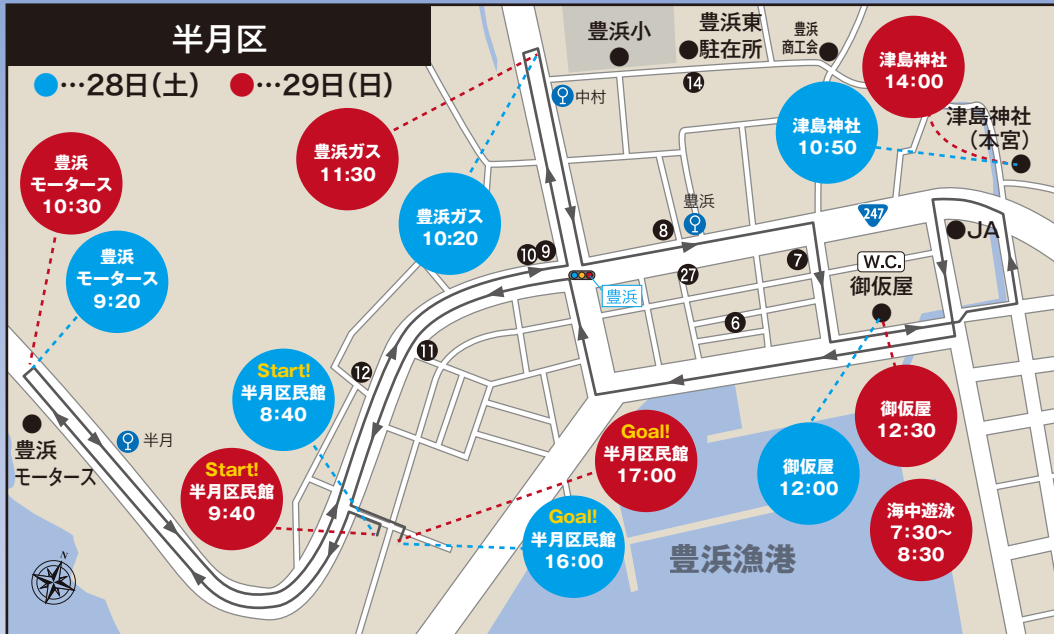 半月区
●…28日(土) ●…29日(日)
豊浜小
豊浜東
駐在所
豊浜
商工会
14
津島神社
14:00
津島神社
10:50
津島神社
(本宮)
中村
豊浜ガス
11:30
豊浜ガス
10:20
豊浜
モータース
10:30
豊浜
モータース
9:20
豊浜
8
247
JA
10
9
7
W.C.
御仮屋
27
豊浜
6
11
12
Start!
半月区民館
8:40
半月
豊浜
モータース
Start!
半月区民館
9:40
Goal!
半月区民館
17:00
Goal!
半月区民館
16:00
御仮屋
12:30
御仮屋
12:00
海中遊泳
7:30〜
8:30
豊浜漁港
N